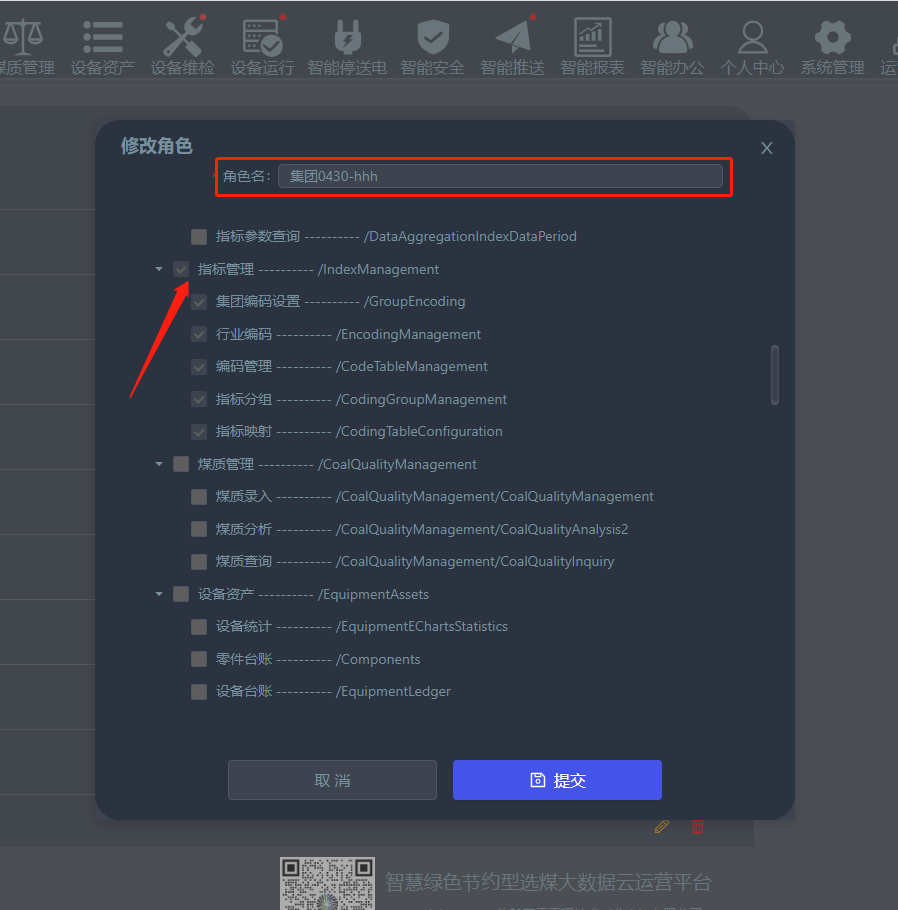 煤质管理 设备资产 设备维检 设备运行 智能停送电 智能安全 智能推送 智能报表 智能办公 个人中心 系统管理 运
修改角色
X
角色名: 集团0430-hhh
指标参数查询 ---------- /DataAggregationIndexDataPeriod
指标管理 ---------- /IndexManagement
集团编码设置 ---------- /GroupEncoding
行业编码 ---------- /EncodingManagement
编码管理 ---------- /CodeTableManagement
指标分组 ---------- /CodingGroupManagement
指标映射 ---------- /CodingTableConfiguration
煤质管理 ---------- /CoalQualityManagement
煤质录入 ---------- /CoalQualityManagement/CoalQualityManagement
煤质分析 ---------- /CoalQualityManagement/CoalQualityAnalysis2
煤质查询 ---------- /CoalQualityManagement/CoalQualityInquiry
设备资产 ---------- /EquipmentAssets
设备统计 ---------- /EquipmentEChartsStatistics
零件台账 ---------- /Components
设备台账 ---------- /EquipmentLedger
取 消
提交
智慧绿色节约型选煤大数据云运营平台